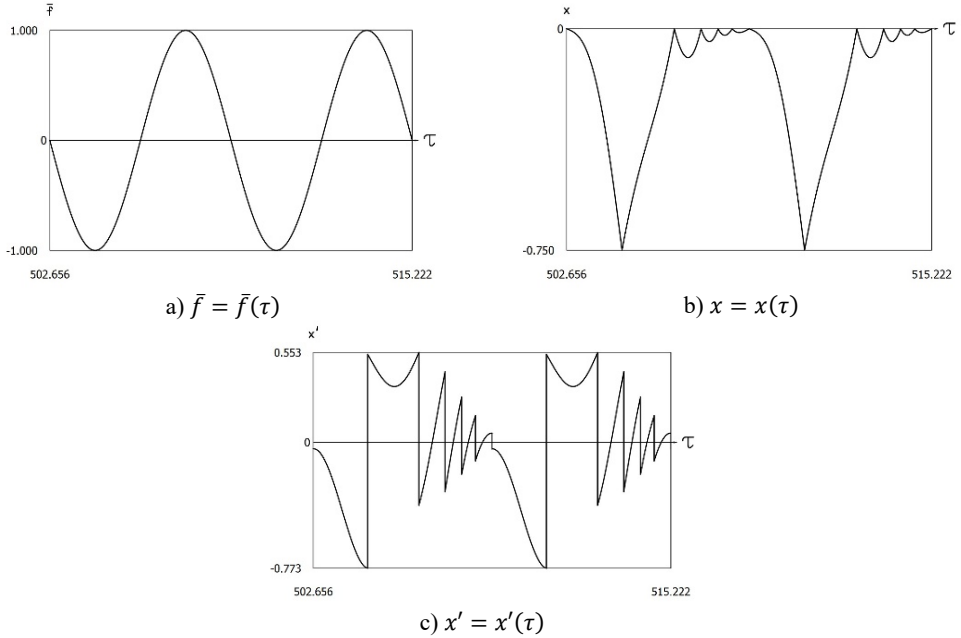 f̄
1.000
0
τ
-1.000
502.656
515.222
a) f̄ = f̄(τ)
x
0
τ
-0.750
502.656
515.222
b) x = x(τ)
x'
0.553
0
τ
-0.773
502.656
515.222
c) x′ = x′(τ)